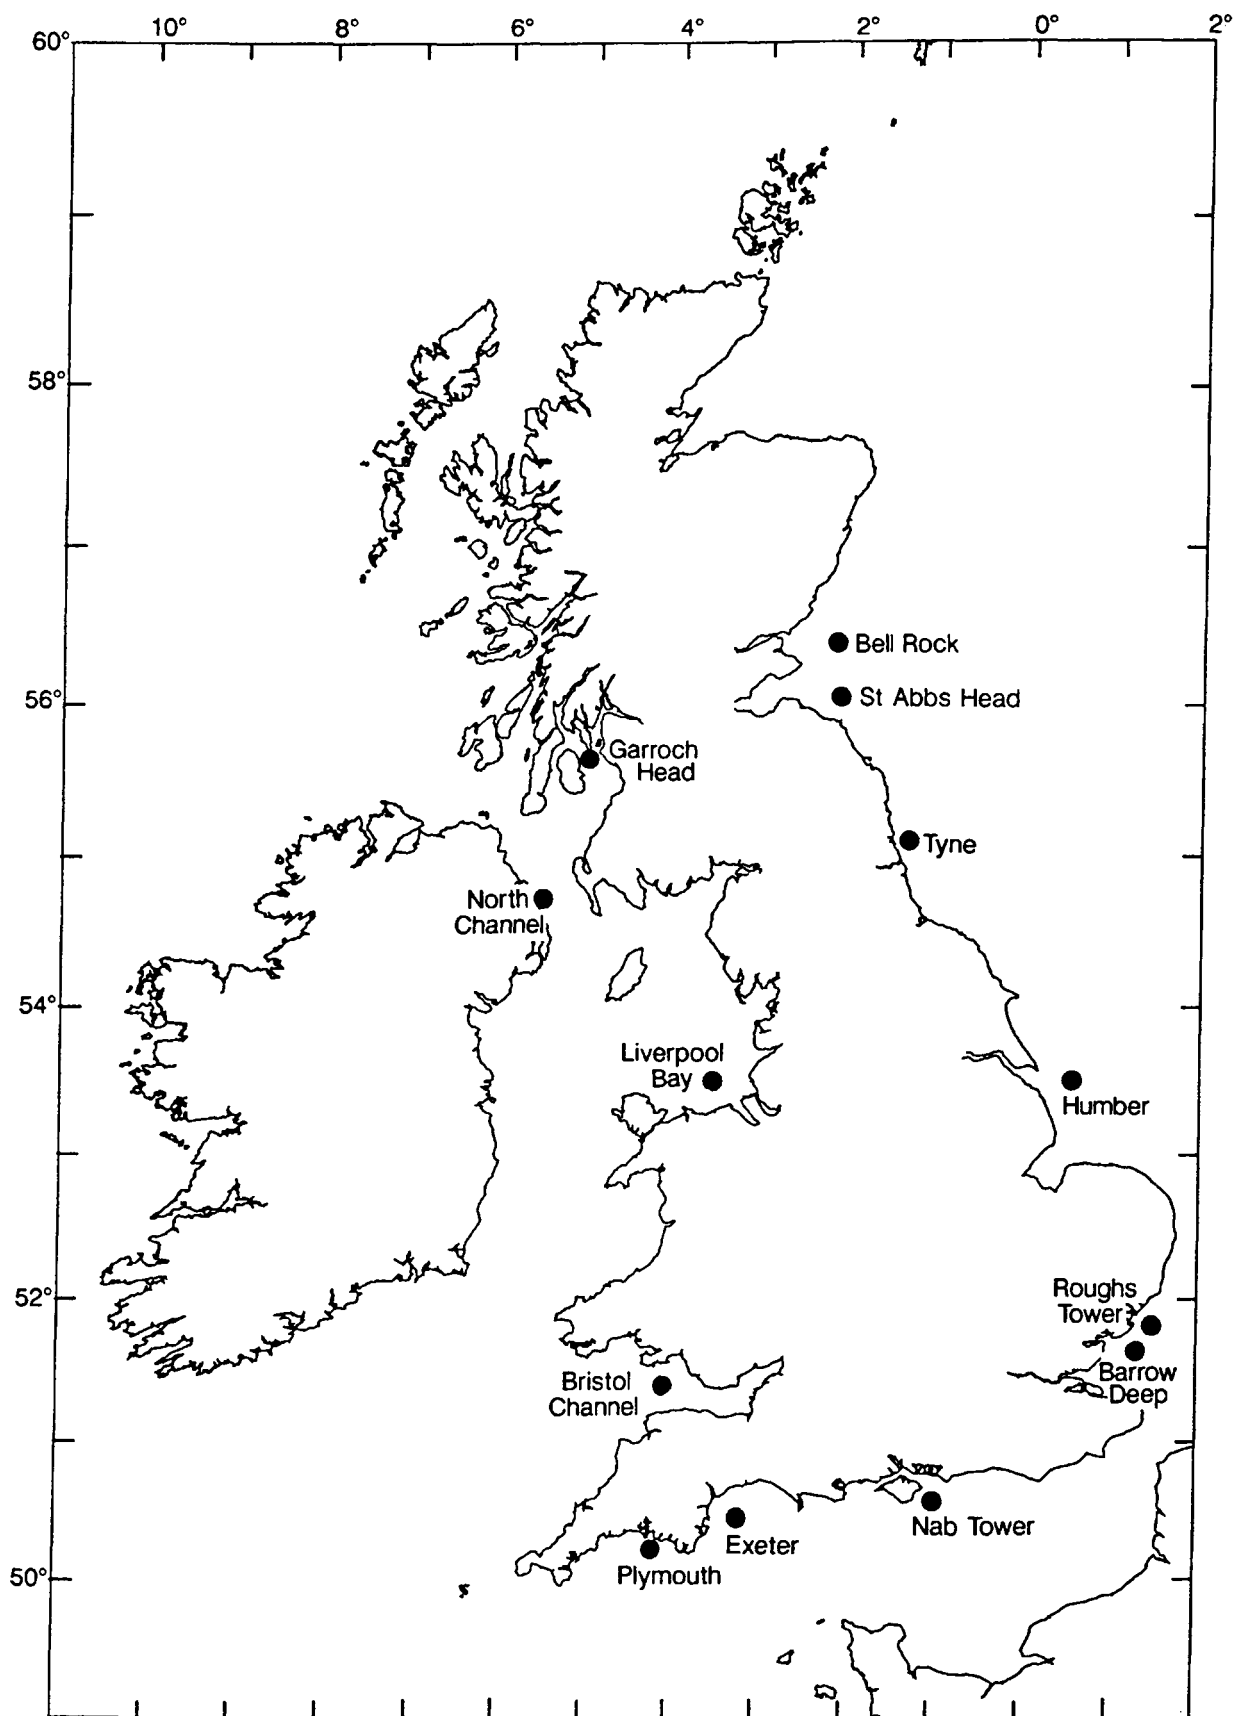 10°
8°
6°
4°
2°
0°
2°
60°
58°
Bell Rock
56°
St Abbs Head
Garroch
Head
Tyne
North
Channel
54°
Liverpool
Bay
Humber
52°
Roughs
Tower
Bristol
Channel
Barrow
Deep
Nab Tower
Exeter
Plymouth
50°